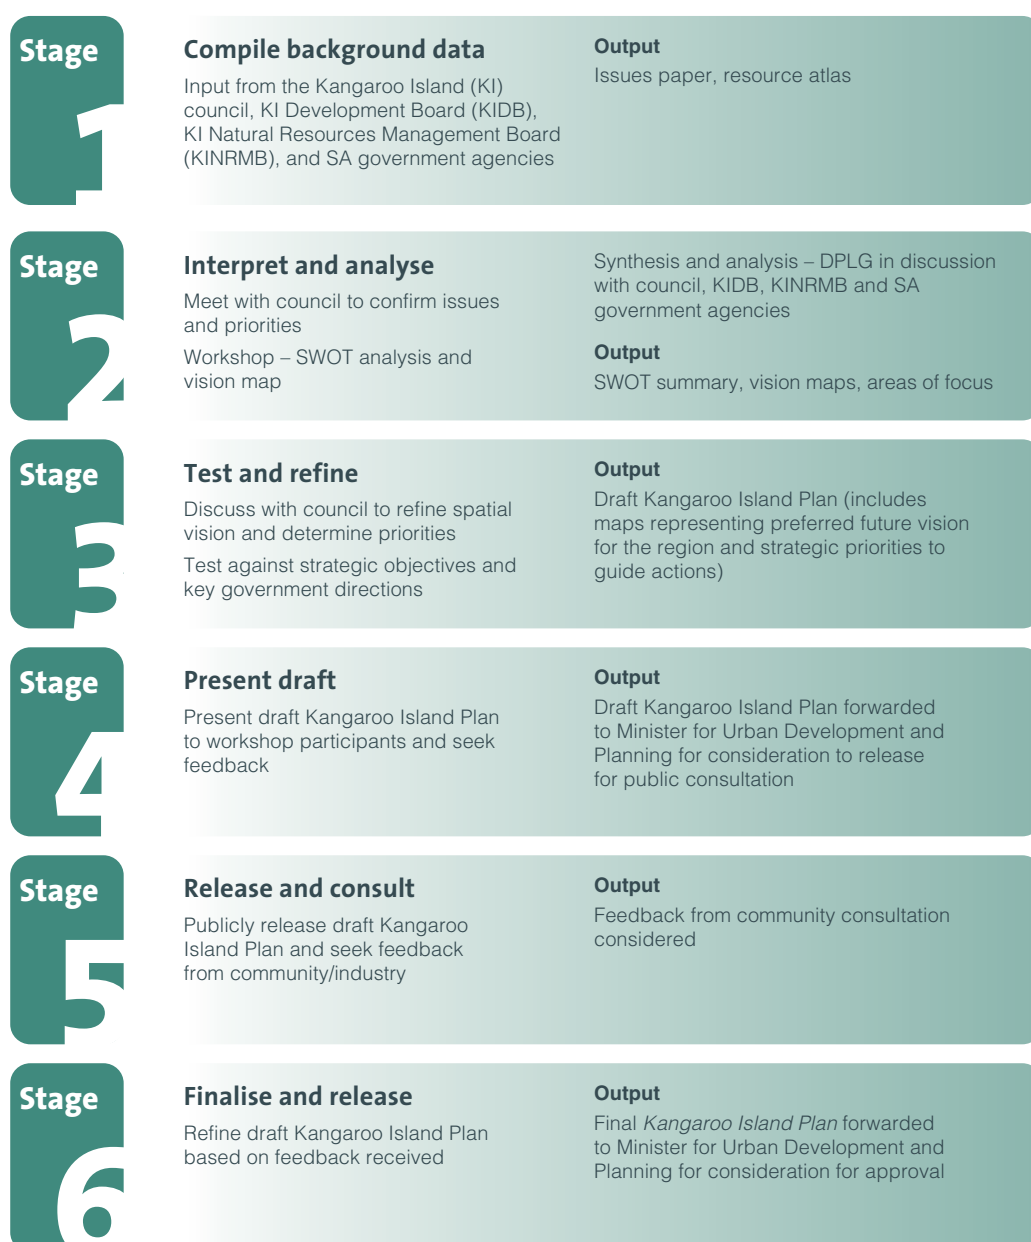 Stage
1
Compile background data
Input from the Kangaroo Island (KI)
council, KI Development Board (KIDB),
KI Natural Resources Management Board
(KINRMB), and SA government agencies
Output
Issues paper, resource atlas
Stage
2
Interpret and analyse
Meet with council to confirm issues
and priorities
Workshop – SWOT analysis and
vision map
Synthesis and analysis – DPLG in discussion
with council, KIDB, KINRMB and SA
government agencies
Output
SWOT summary, vision maps, areas of focus
Stage
3
Test and refine
Discuss with council to refine spatial
vision and determine priorities
Test against strategic objectives and
key government directions
Output
Draft Kangaroo Island Plan (includes
maps representing preferred future vision
for the region and strategic priorities to
guide actions)
Stage
4
Present draft
Present draft Kangaroo Island Plan
to workshop participants and seek
feedback
Output
Draft Kangaroo Island Plan forwarded
to Minister for Urban Development and
Planning for consideration to release
for public consultation
Stage
5
Release and consult
Publicly release draft Kangaroo
Island Plan and seek feedback
from community/industry
Output
Feedback from community consultation
considered
Stage
6
Finalise and release
Refine draft Kangaroo Island Plan
based on feedback received
Output
Final Kangaroo Island Plan forwarded
to Minister for Urban Development and
Planning for consideration for approval